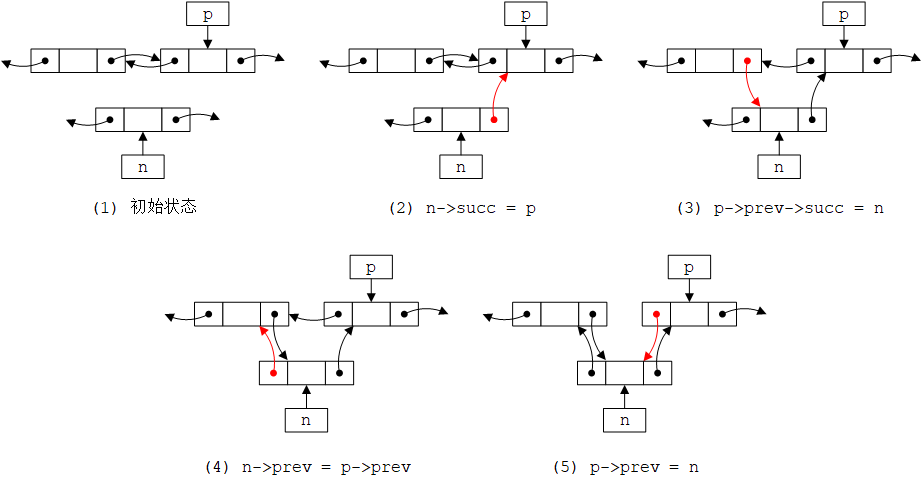 p
p
p
n
n
n
(1) 初始状态
(2) n->succ = p
(3) p->prev->succ = n
p
p
n
n
(4) n->prev = p->prev
(5) p->prev = n